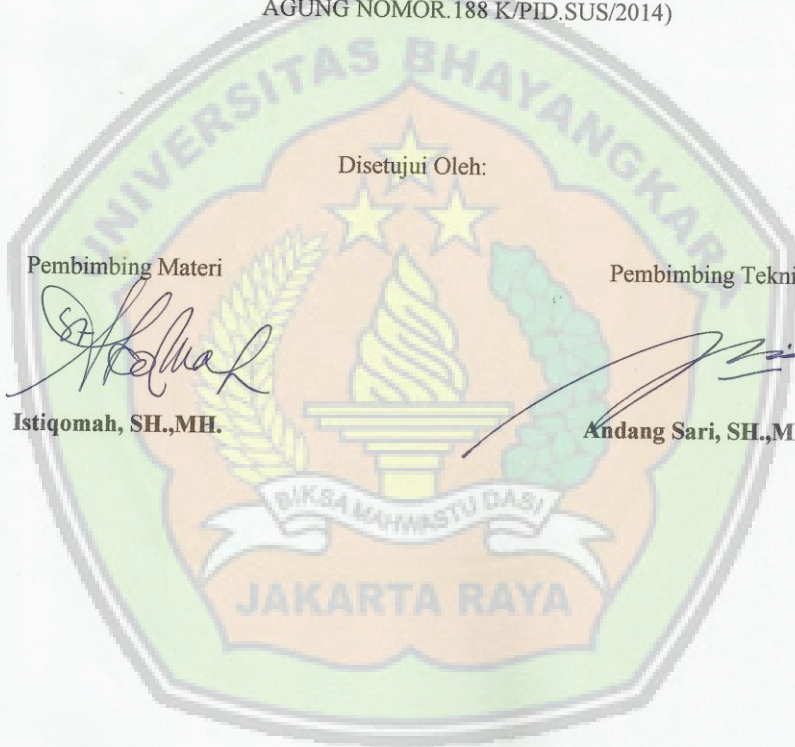 AGUNG NOMOR.188 K/PID.SUS/2014)
UNIVERSITAS BHAYANGKARA
Disetujui Oleh:
Pembimbing Materi
Pembimbing Tekni
Istiqomah, SH.,MH.
Andang Sari, SH.,M
BIKSA MAHWASTU DASI
JAKARTA RAYA